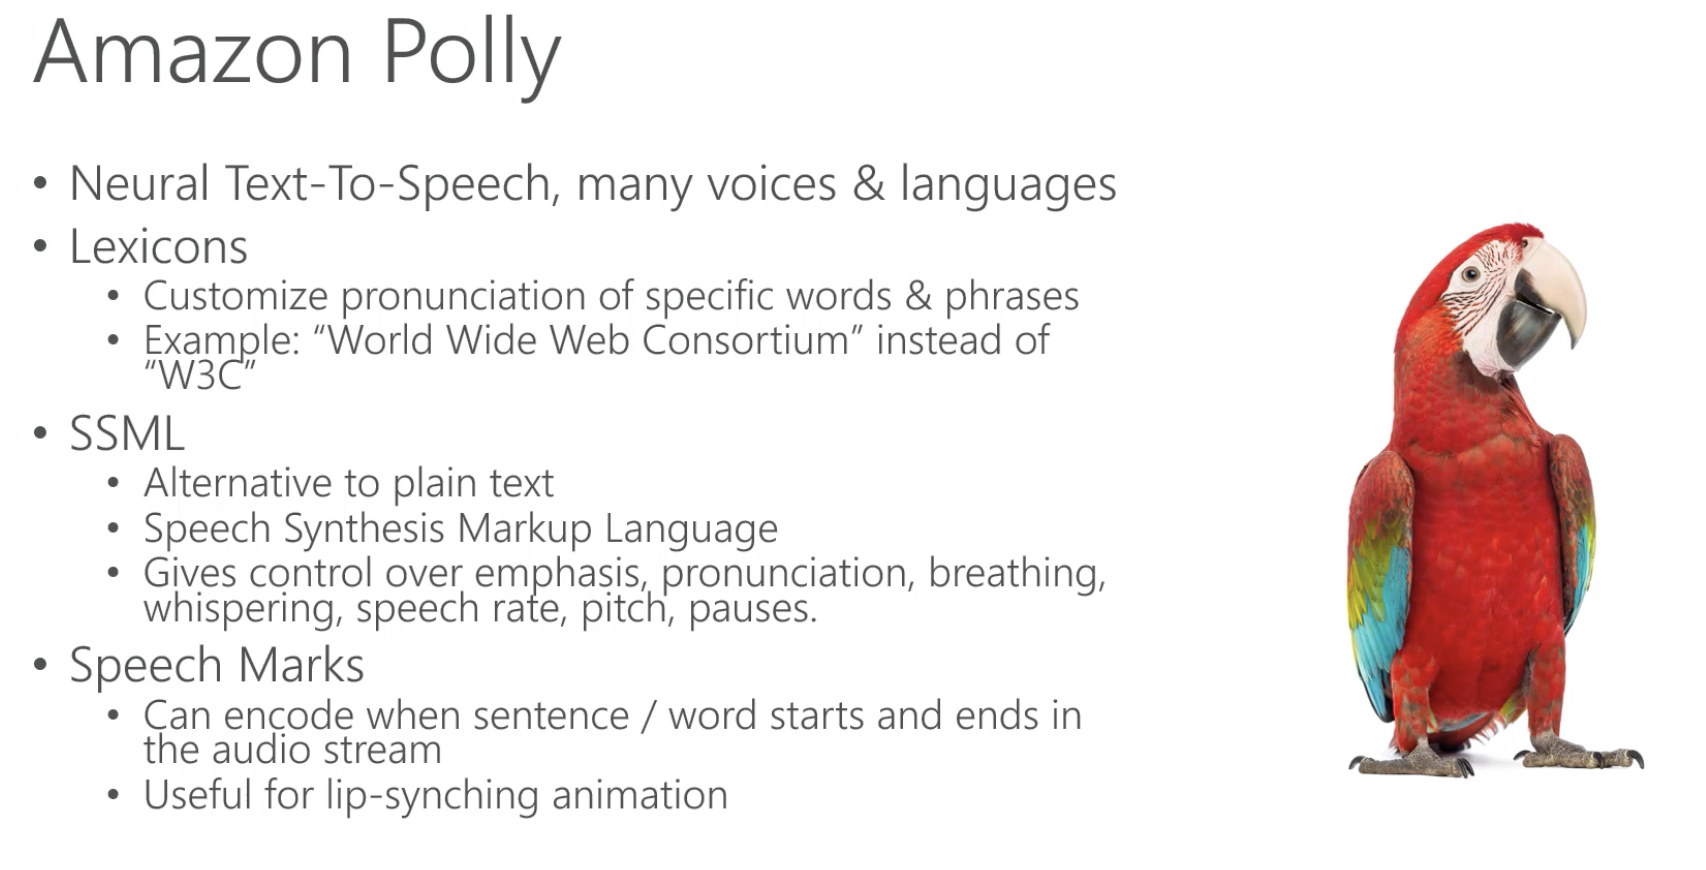 Amazon Polly
• Neural Text-To-Speech, many voices & languages
• Lexicons
• Customize pronunciation of specific words & phrases
• Example: “World Wide Web Consortium” instead of
“W3C”
• SSML
• Alternative to plain text
• Speech Synthesis Markup Language
• Gives control over emphasis, pronunciation, breathing,
whispering, speech rate, pitch, pauses.
• Speech Marks
• Can encode when sentence / word starts and ends in
the audio stream
• Useful for lip-synching animation